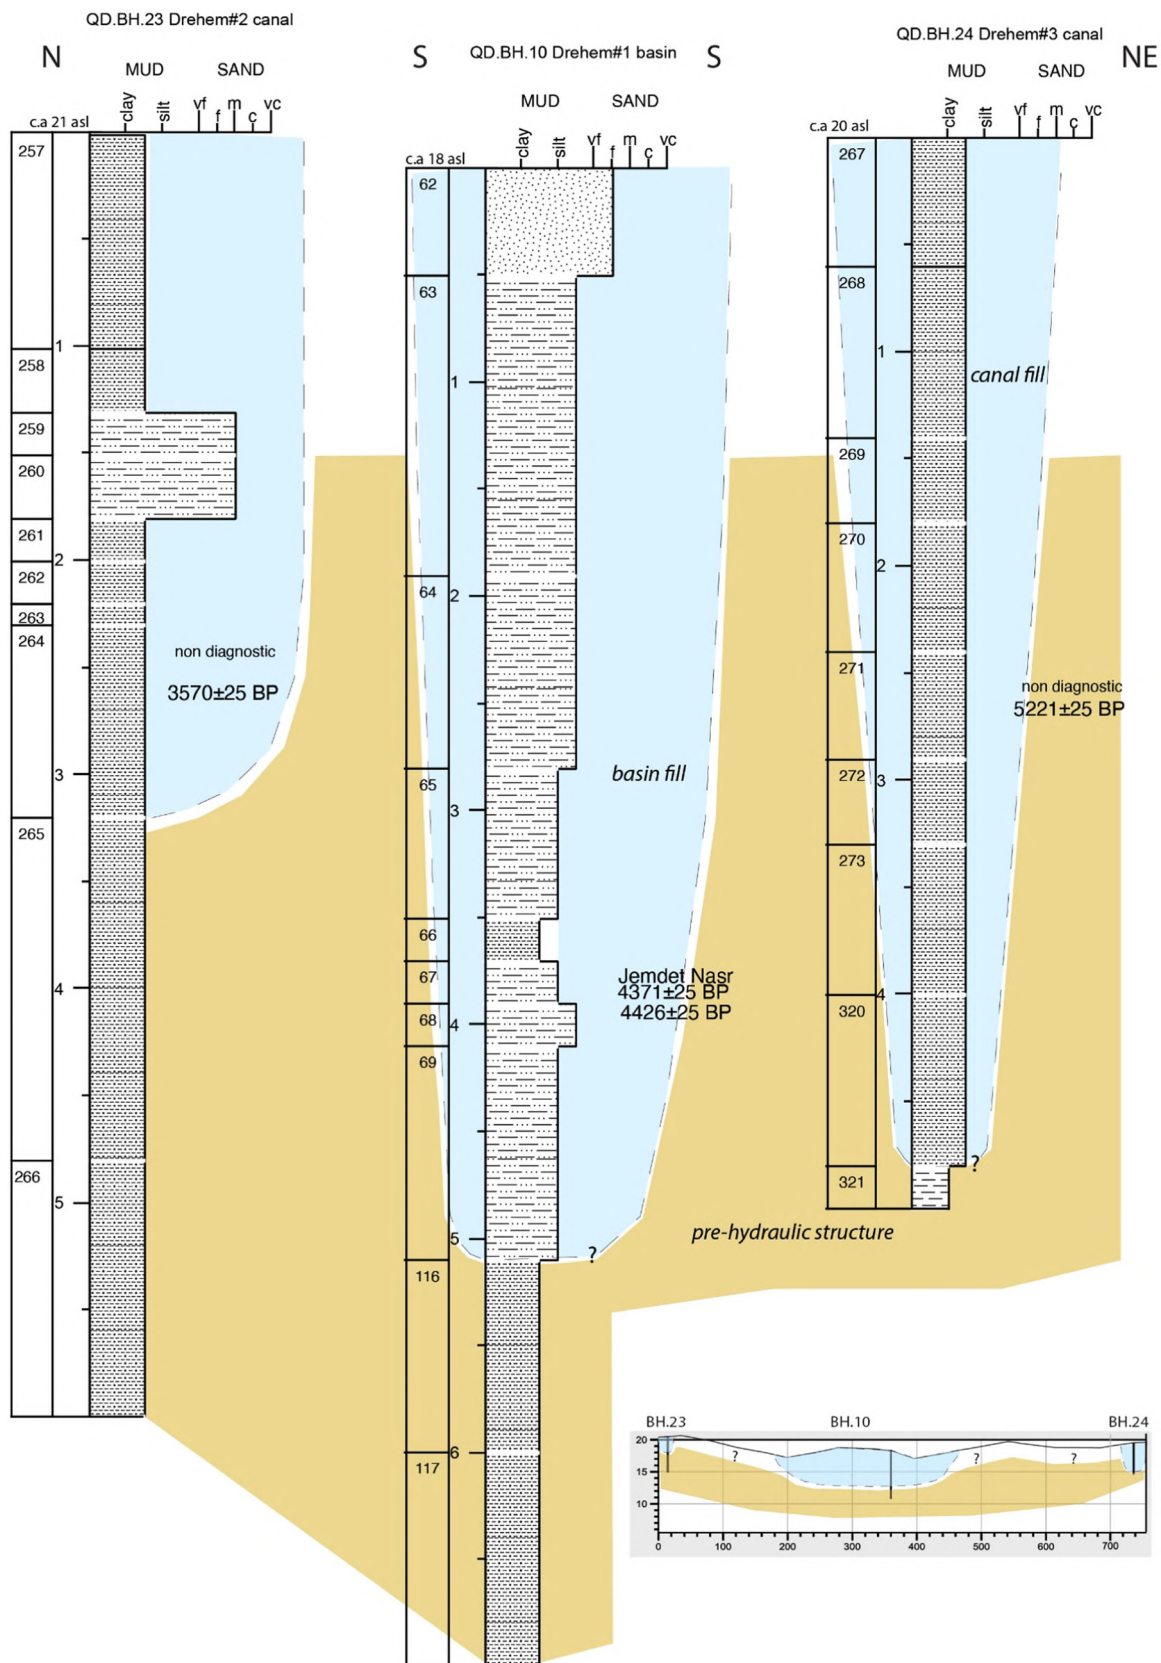 QD.BH.23 Drehem#2 canal
N
S
MUD SAND
clay silt vf f m c vc
c.a 21 asl
257
258
259
260
261
262
263
264
265
266
1
2
3
4
5
non diagnostic
3570±25 BP
QD.BH.10 Drehem#1 basin
S
MUD SAND
clay silt vf f m c vc
c.a 18 asl
62
63
64
65
66
67
68
69
116
117
1
2
3
4
5
6
basin fill
Jemdet Nasr
4371±25 BP
4426±25 BP
?
QD.BH.24 Drehem#3 canal
NE
MUD SAND
clay silt vf f m c vc
c.a 20 asl
267
268
269
270
271
272
273
320
321
1
2
3
4
canal fill
non diagnostic
5221±25 BP
?
pre-hydraulic structure
BH.23 BH.10 BH.24
20
15
10
? ? ?
0 100 200 300 400 500 600 700